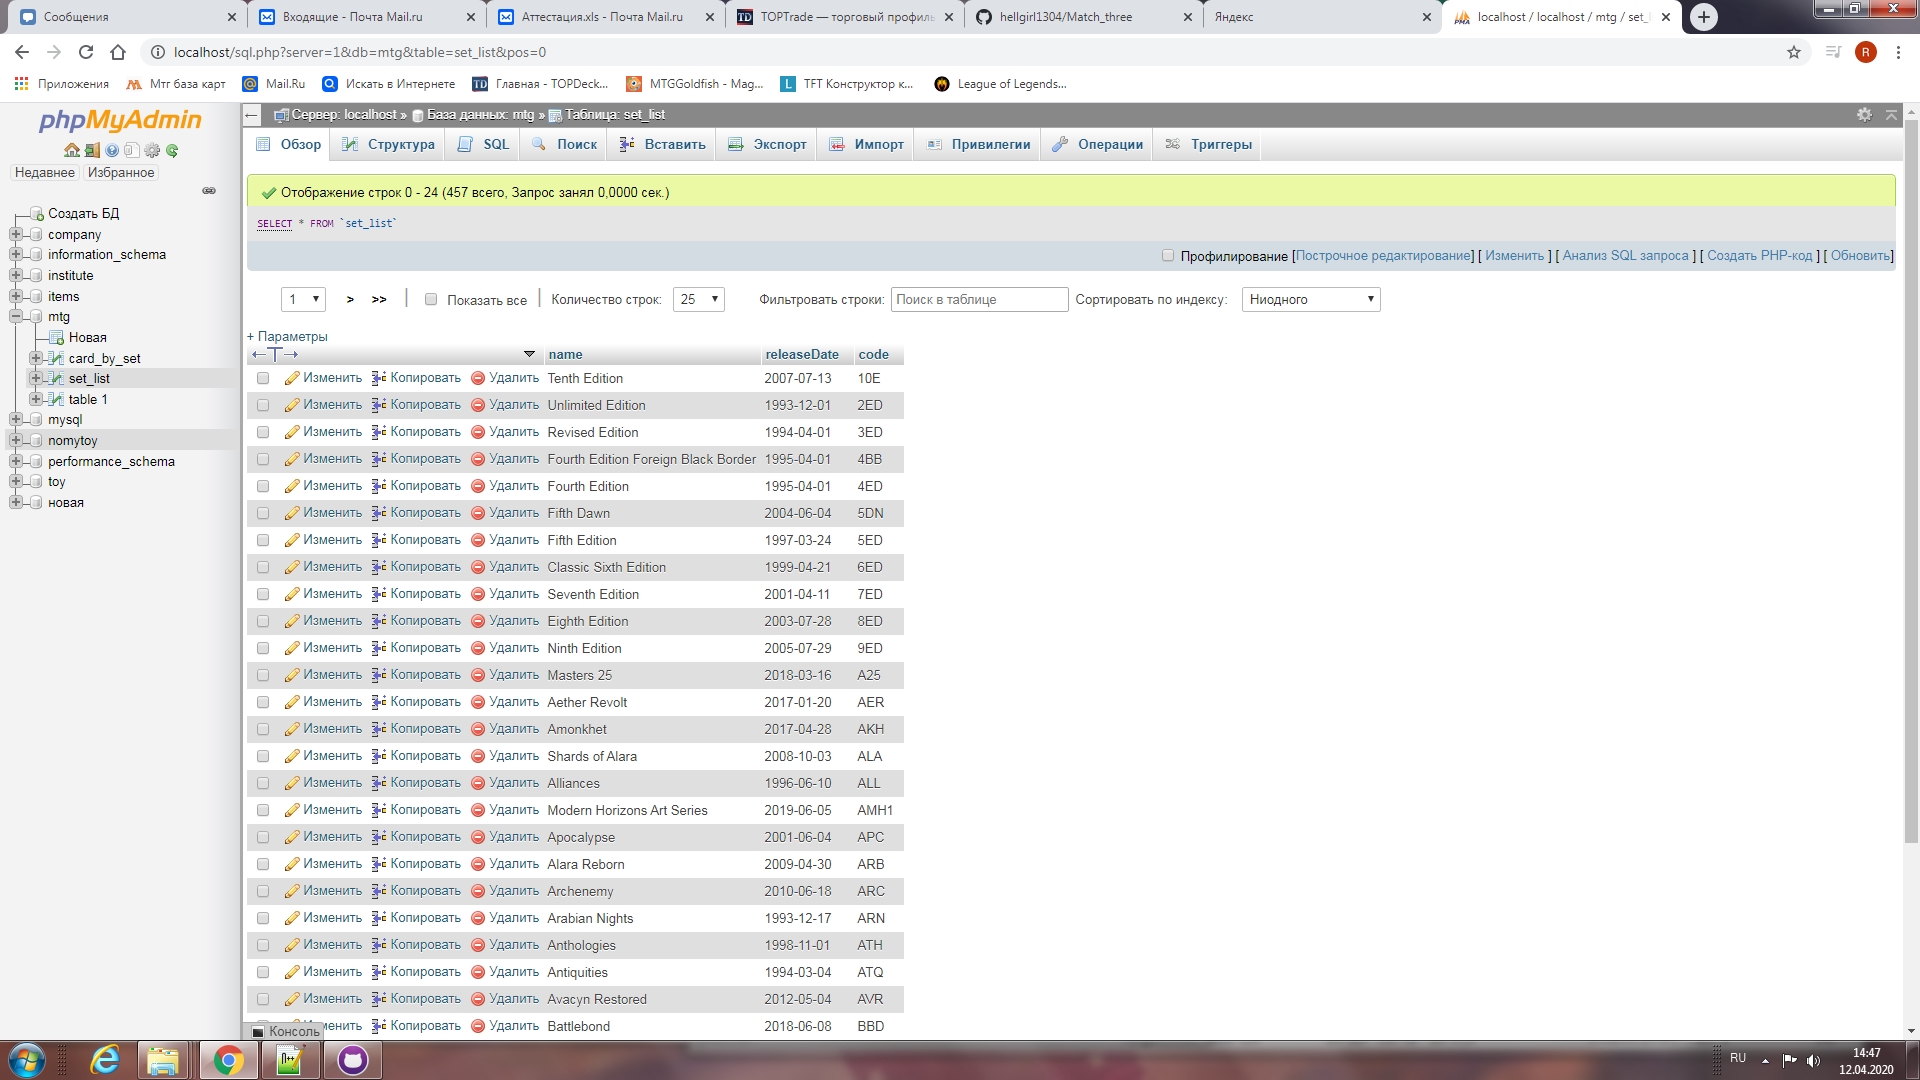 Сообщения
Входящие - Почта Mail.ru
Аттестация.xls - Почта Mail.ru
TOPTrade — торговый профиль
hellgirl1304/Match_three
Яндекс
localhost / localhost / mtg / set_l
localhost/sql.php?server=1&db=mtg&table=set_list&pos=0
R
Приложения
Мтг база карт
Mail.Ru
Искать в Интернете
Главная - TOPDeck...
MTGGoldfish - Mag...
TFT Конструктор к...
League of Legends...
phpMyAdmin
Недавнее Избранное
Создать БД
company
information_schema
institute
items
mtg
Новая
card_by_set
set_list
table 1
mysql
nomytoy
performance_schema
toy
новая
Сервер: localhost » База данных: mtg » Таблица: set_list
Обзор Структура SQL Поиск Вставить Экспорт Импорт Привилегии Операции Триггеры
Отображение строк 0 - 24 (457 всего, Запрос занял 0,0000 сек.)
SELECT * FROM `set_list`
Профилирование [Построчное редактирование] [ Изменить ] [ Анализ SQL запроса ] [ Создать PHP-код ] [ Обновить]
1 > >> Показать все Количество строк: 25 Фильтровать строки: Поиск в таблице Сортировать по индексу: Ниодного
+ Параметры
←T→ name releaseDate code
Изменить Копировать Удалить Tenth Edition 2007-07-13 10E
Изменить Копировать Удалить Unlimited Edition 1993-12-01 2ED
Изменить Копировать Удалить Revised Edition 1994-04-01 3ED
Изменить Копировать Удалить Fourth Edition Foreign Black Border 1995-04-01 4BB
Изменить Копировать Удалить Fourth Edition 1995-04-01 4ED
Изменить Копировать Удалить Fifth Dawn 2004-06-04 5DN
Изменить Копировать Удалить Fifth Edition 1997-03-24 5ED
Изменить Копировать Удалить Classic Sixth Edition 1999-04-21 6ED
Изменить Копировать Удалить Seventh Edition 2001-04-11 7ED
Изменить Копировать Удалить Eighth Edition 2003-07-28 8ED
Изменить Копировать Удалить Ninth Edition 2005-07-29 9ED
Изменить Копировать Удалить Masters 25 2018-03-16 A25
Изменить Копировать Удалить Aether Revolt 2017-01-20 AER
Изменить Копировать Удалить Amonkhet 2017-04-28 AKH
Изменить Копировать Удалить Shards of Alara 2008-10-03 ALA
Изменить Копировать Удалить Alliances 1996-06-10 ALL
Изменить Копировать Удалить Modern Horizons Art Series 2019-06-05 AMH1
Изменить Копировать Удалить Apocalypse 2001-06-04 APC
Изменить Копировать Удалить Alara Reborn 2009-04-30 ARB
Изменить Копировать Удалить Archenemy 2010-06-18 ARC
Изменить Копировать Удалить Arabian Nights 1993-12-17 ARN
Изменить Копировать Удалить Anthologies 1998-11-01 ATH
Изменить Копировать Удалить Antiquities 1994-03-04 ATQ
Изменить Копировать Удалить Avacyn Restored 2012-05-04 AVR
менить Копировать Удалить Battlebond 2018-06-08 BBD
Консоль
RU
14:47
12.04.2020